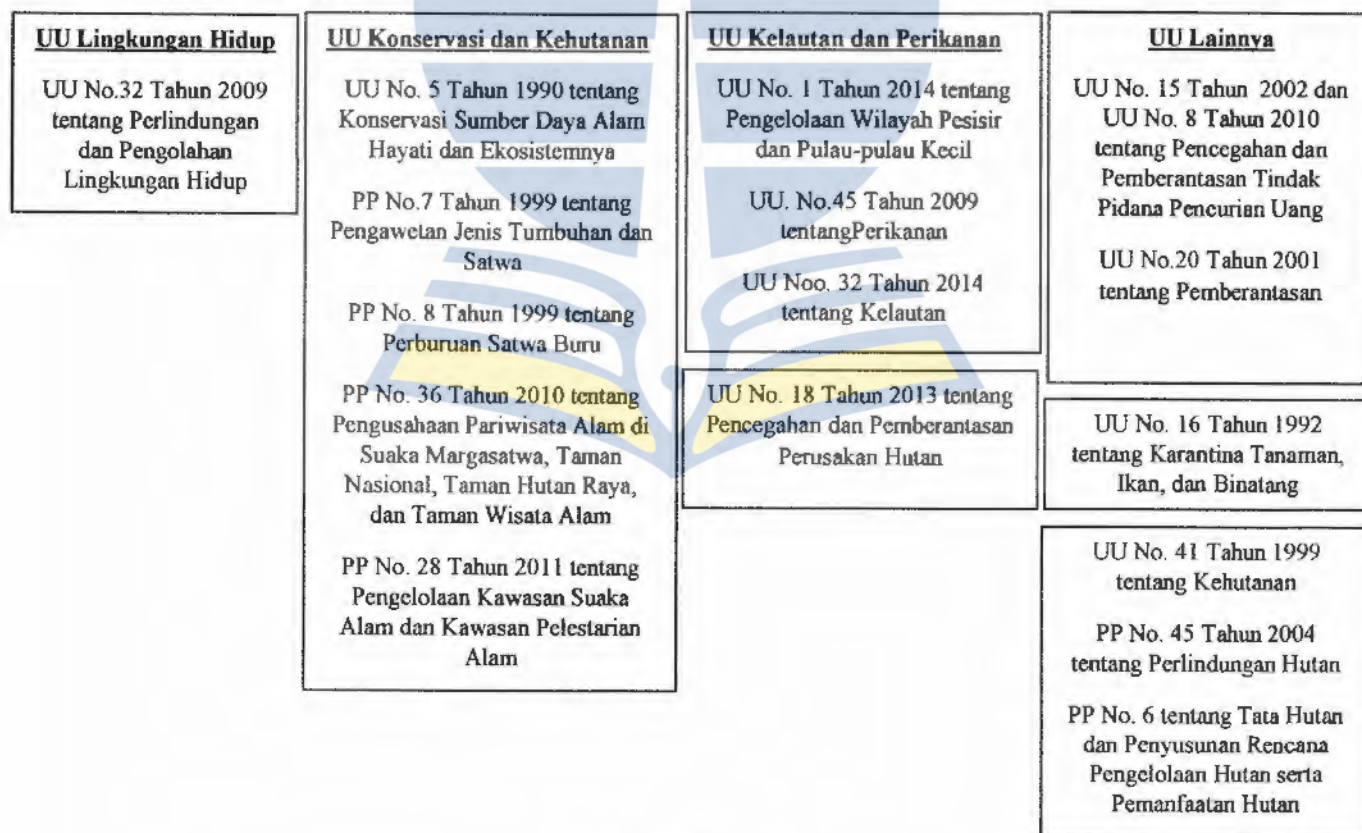 UU Lingkungan Hidup
UU No.32 Tahun 2009
tentang Perlindungan
dan Pengolahan
Lingkungan Hidup
UU Konservasi dan Kehutanan
UU No. 5 Tahun 1990 tentang
Konservasi Sumber Daya Alam
Hayati dan Ekosistemnya
PP No.7 Tahun 1999 tentang
Pengawetan Jenis Tumbuhan dan
Satwa
PP No. 8 Tahun 1999 tentang
Perburuan Satwa Buru
PP No. 36 Tahun 2010 tentang
Pengusahaan Pariwisata Alam di
Suaka Margasatwa, Taman
Nasional, Taman Hutan Raya,
dan Taman Wisata Alam
PP No. 28 Tahun 2011 tentang
Pengelolaan Kawasan Suaka
Alam dan Kawasan Pelestarian
Alam
UU Kelautan dan Perikanan
UU No. 1 Tahun 2014 tentang
Pengelolaan Wilayah Pesisir
dan Pulau-pulau Kecil
UU. No.45 Tahun 2009
tentangPerikanan
UU Noo. 32 Tahun 2014
tentang Kelautan
UU No. 18 Tahun 2013 tentang
Pencegahan dan Pemberantasan
Perusakan Hutan
UU Lainnya
UU No. 15 Tahun 2002 dan
UU No. 8 Tahun 2010
tentang Pencegahan dan
Pemberantasan Tindak
Pidana Pencurian Uang
UU No.20 Tahun 2001
tentang Pemberantasan
UU No. 16 Tahun 1992
tentang Karantina Tanaman,
Ikan, dan Binatang
UU No. 41 Tahun 1999
tentang Kehutanan
PP No. 45 Tahun 2004
tentang Perlindungan Hutan
PP No. 6 tentang Tata Hutan
dan Penyusunan Rencana
Pengelolaan Hutan serta
Pemanfaatan Hutan